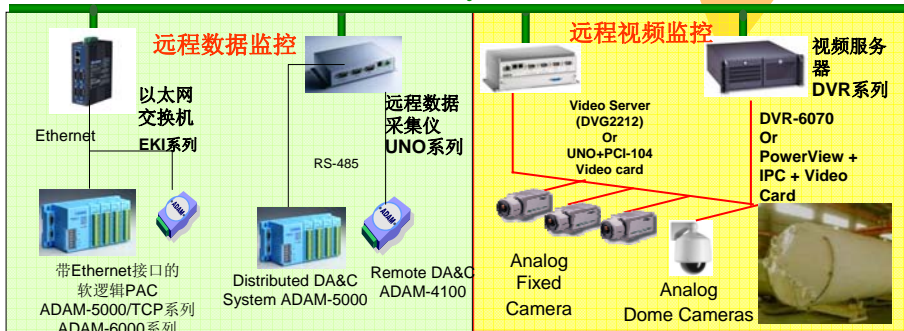 远程数据监控
以太网
交换机
EKI系列
Ethernet
远程数据
采集仪
UNO系列
RS-485
ADAM
ADAM
带Ethernet接口的
软逻辑PAC
ADAM-5000/TCP系列
ADAM-6000系列
Distributed DA&C
System ADAM-5000
Remote DA&C
ADAM-4100
远程视频监控
Video Server
(DVG2212)
Or
UNO+PCI-104
Video card
视频服务
器
DVR系列
DVR-6070
Or
PowerView +
IPC + Video
Card
Analog
Fixed
Camera
Analog
Dome Cameras